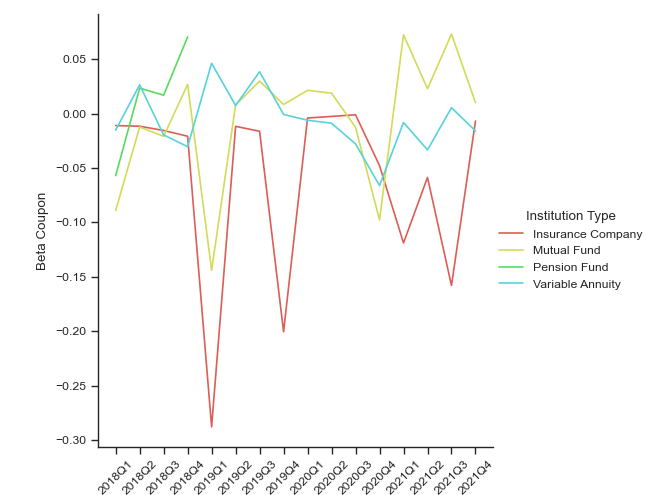 0.05
0.00
−0.05
−0.10
−0.15
−0.20
−0.25
−0.30
Beta Coupon
2018Q1
2018Q2
2018Q3
2018Q4
2019Q1
2019Q2
2019Q3
2019Q4
2020Q1
2020Q2
2020Q3
2020Q4
2021Q1
2021Q2
2021Q3
2021Q4
Institution Type
Insurance Company
Mutual Fund
Pension Fund
Variable Annuity